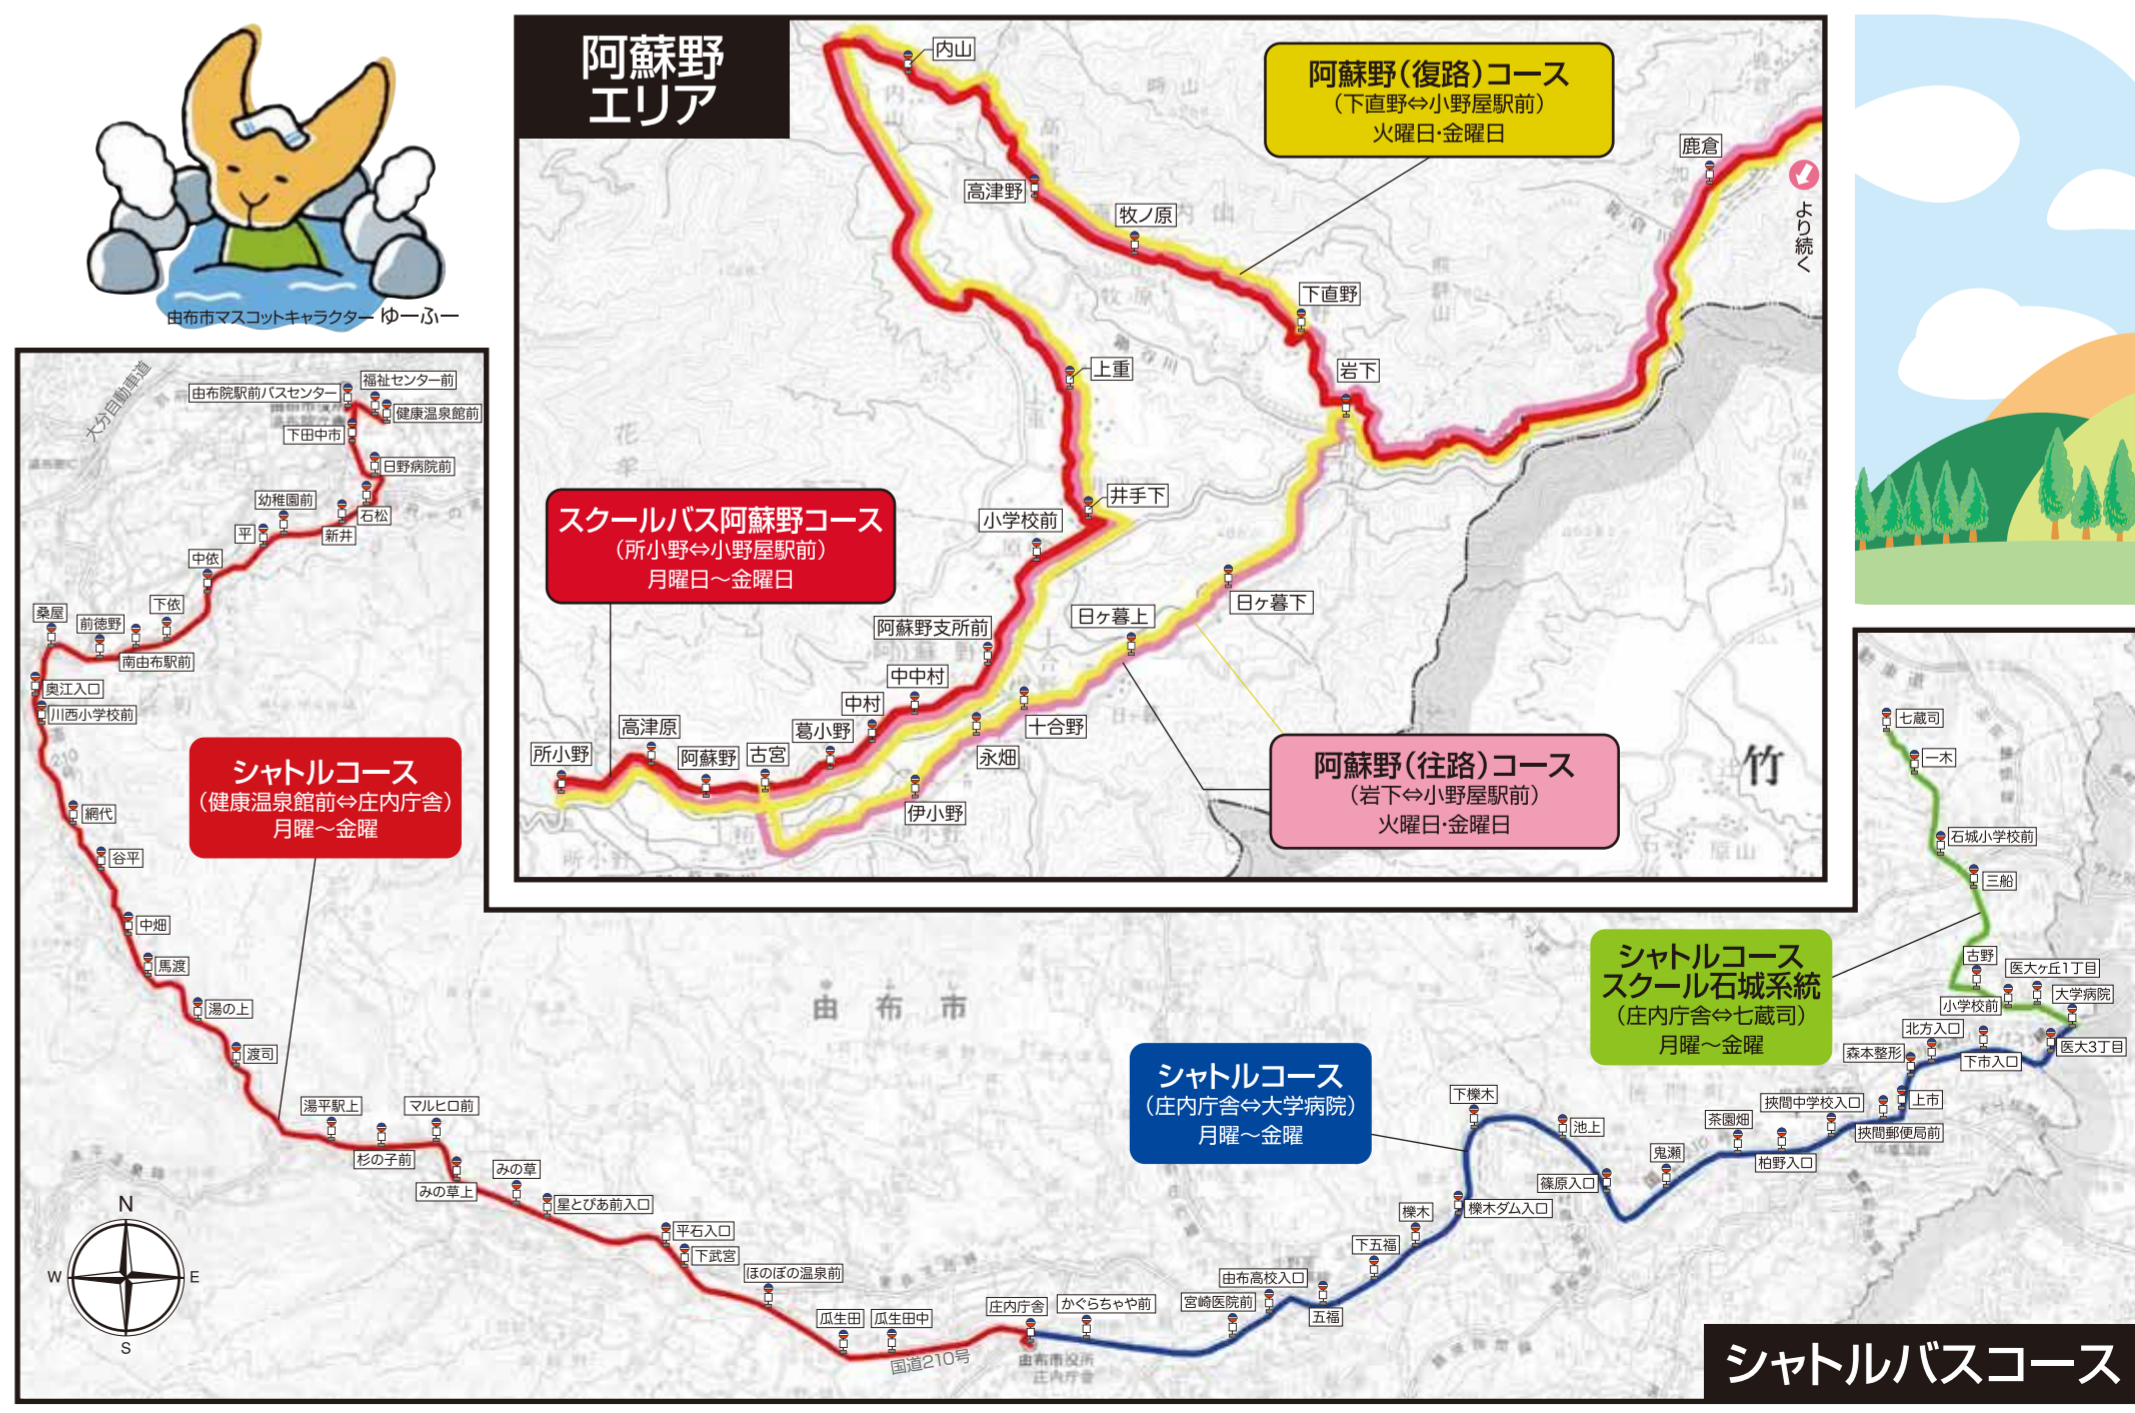 阿蘇野
エリア
阿蘇野(復路)コース
(下直野⇔小野屋駅前)
火曜日・金曜日
内山
高津野
牧ノ原
下直野
岩下
鹿倉
より続く
上重
井手下
小学校前
スクールバス阿蘇野コース
(所小野⇔小野屋駅前)
月曜日～金曜日
阿蘇野支所前
中中村
中村
葛小野
古宮
阿蘇野
高津原
所小野
日ヶ暮下
日ヶ暮上
十合野
永畑
伊小野
阿蘇野(往路)コース
(岩下⇔小野屋駅前)
火曜日・金曜日
竹
由布市マスコットキャラクター ゆーふー
大分自動車道
由布院駅前バスセンター
福祉センター前
健康温泉館前
下田中市
日野病院前
石松
新井
幼稚園前
平
中依
下依
南由布駅前
前徳野
桑屋
奥江入口
川西小学校前
210
網代
谷平
中畑
馬渡
湯の上
渡司
シャトルコース
(健康温泉館前⇔庄内庁舎)
月曜～金曜
湯平駅上
杉の子前
マルヒロ前
みの草上
みの草
星とぴあ前入口
平石入口
下武宮
ほのぼの温泉前
瓜生田
瓜生田中
国道210号
庄内庁舎
由布市役所
庄内庁舎
由布市
N
W
E
S
かぐらちゃや前
宮崎医院前
由布高校入口
五福
下五福
櫟木
櫟木ダム入口
下櫟木
池上
篠原入口
鬼瀬
茶園畑
柏野入口
挾間中学校入口
挾間郵便局前
上市
森本整形
北方入口
下市入口
医大3丁目
大学病院
シャトルコース
(庄内庁舎⇔大学病院)
月曜～金曜
シャトルコース
スクール石城系統
(庄内庁舎⇔七蔵司)
月曜～金曜
七蔵司
一木
石城小学校前
三船
古野
小学校前
医大ヶ丘1丁目
シャトルバスコース